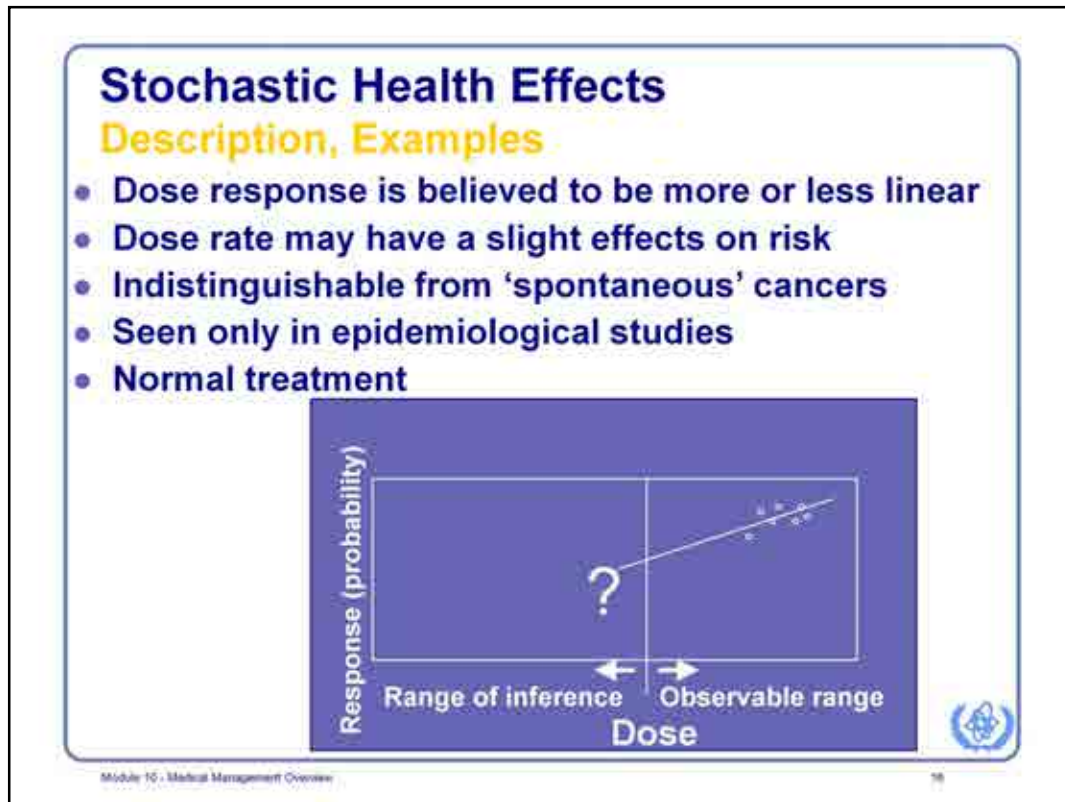 Stochastic Health Effects
Description, Examples
Dose response is believed to be more or less linear
Dose rate may have a slight effects on risk
Indistinguishable from ‘spontaneous’ cancers
Seen only in epidemiological studies
Normal treatment
Response (probability)
?
Range of inference
Observable range
Dose
Module 10 - Medical Management Overview